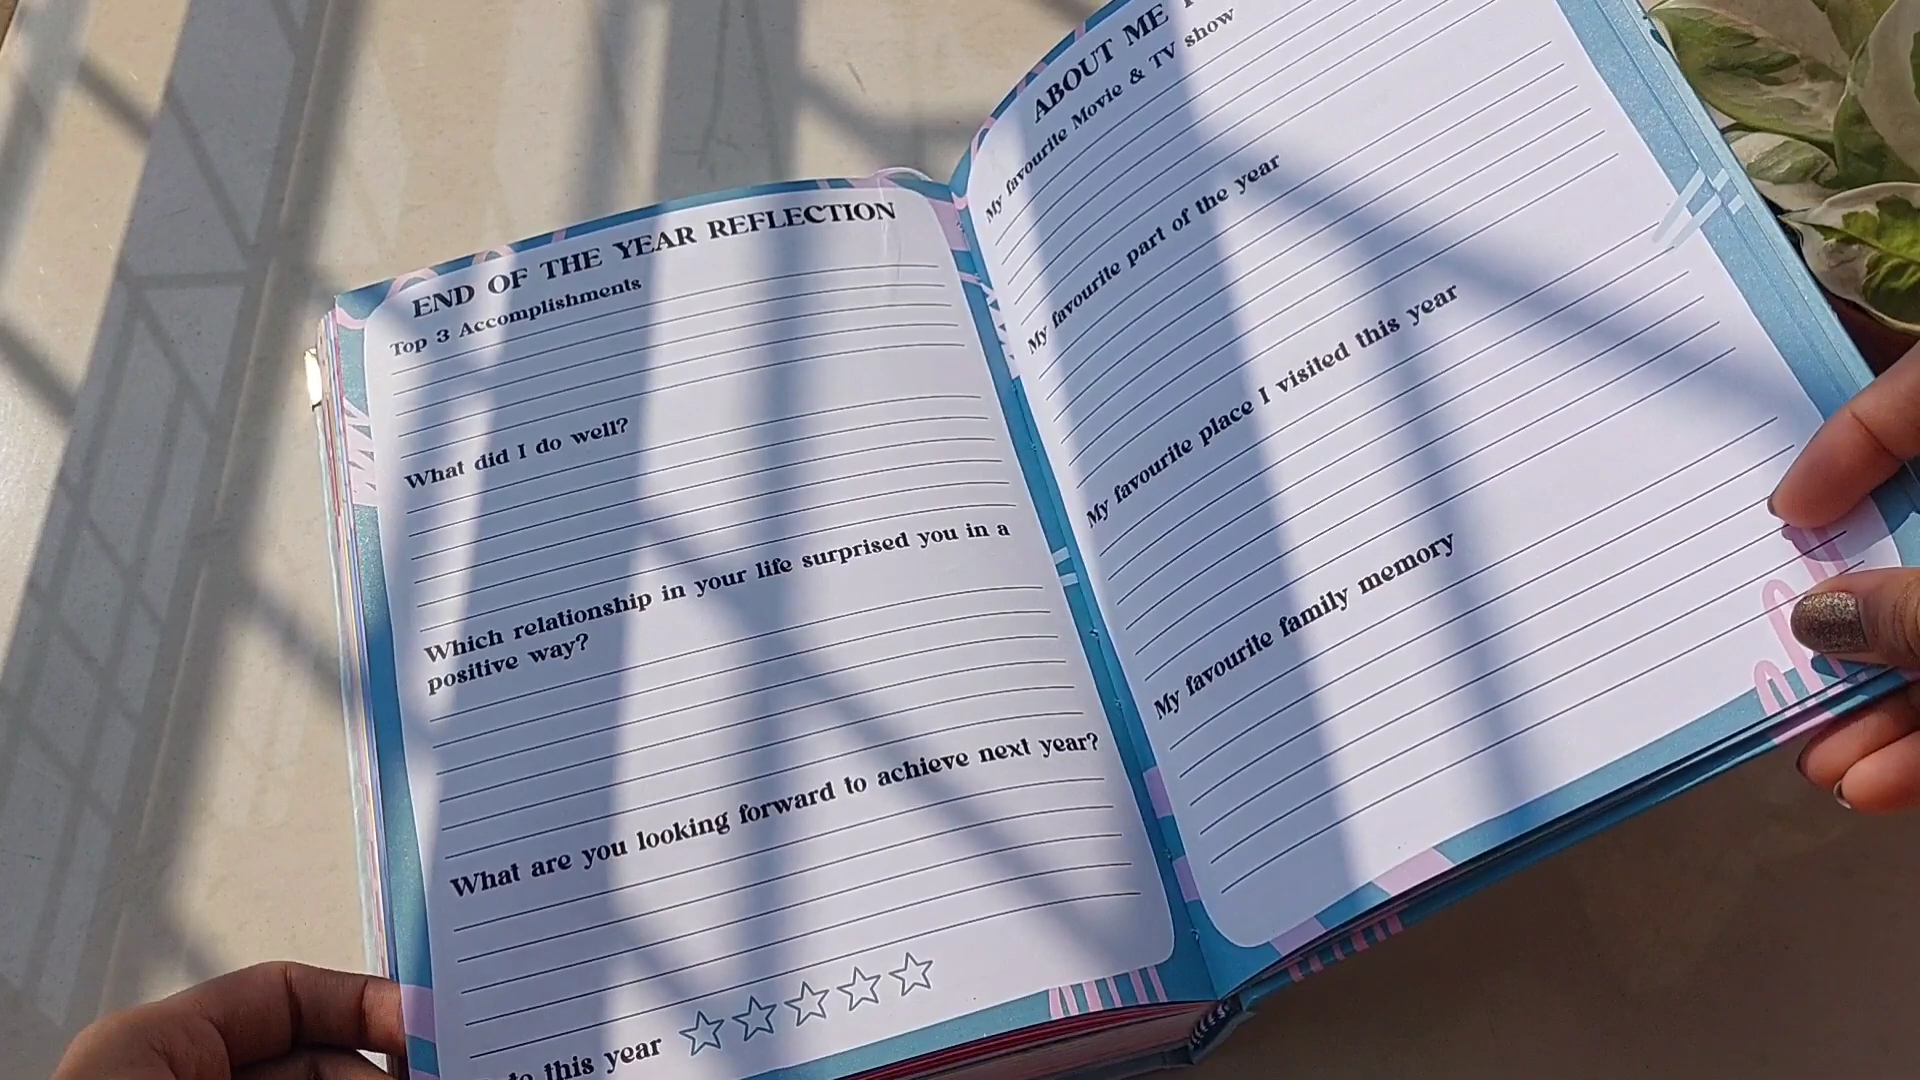 END OF THE YEAR REFLECTION
Top 3 Accomplishments
What did I do well?
Which relationship in your life surprised you in a
positive way?
What are you looking forward to achieve next year?
this year
ABOUT ME
My favourite Movie & TV show
My favourite part of the year
My favourite place I visited this year
My favourite family memory